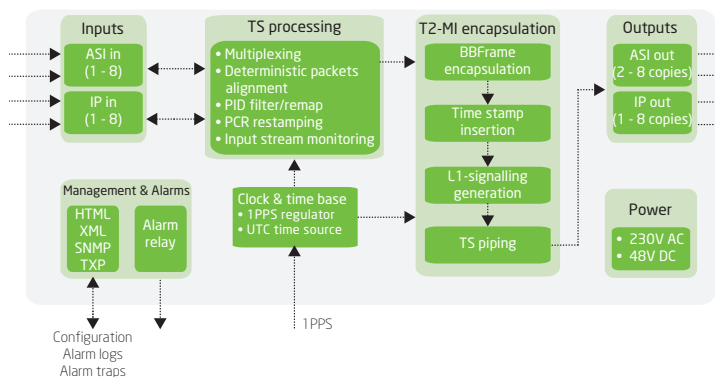 Inputs
ASI in
(1 - 8)
IP in
(1 - 8)
TS processing
• Multiplexing
• Deterministic packets
alignment
• PID filter/remap
• PCR restamping
• Input stream monitoring
T2-MI encapsulation
BBFrame
encapsulation
Time stamp
insertion
L1-signalling
generation
TS piping
Outputs
ASI out
(2 - 8 copies)
IP out
(1 - 8 copies)
Management & Alarms
HTML
XML
SNMP
TXP
Alarm
relay
Clock & time base
• 1PPS regulator
• UTC time source
Power
• 230V AC
• 48V DC
1PPS
Configuration
Alarm logs
Alarm traps